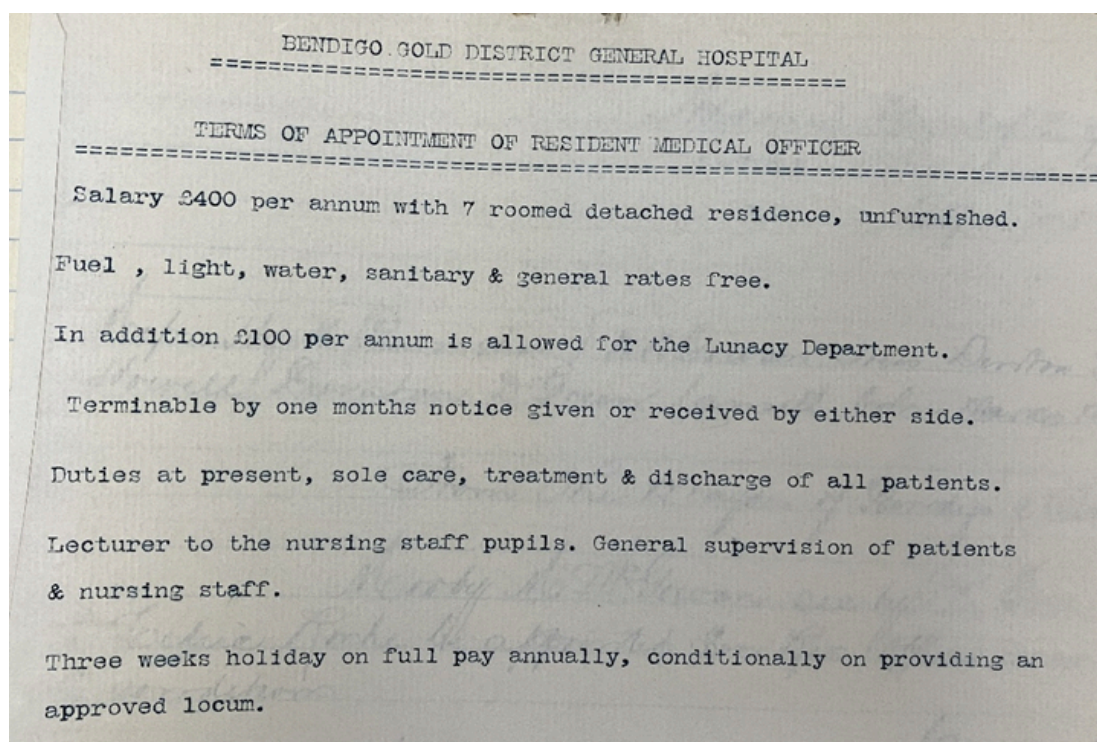 BENDIGO.GOLD DISTRICT GENERAL HOSPITAL
============================================
TERMS OF APPOINTMENT OF RESIDENT MEDICAL OFFICER
========================================================================
Salary £400 per annum with 7 roomed detached residence, unfurnished.
Fuel , light, water, sanitary & general rates free.
In addition £100 per annum is allowed for the Lunacy Department.
Terminable by one months notice given or received by either side.
Duties at present, sole care, treatment & discharge of all patients.
Lecturer to the nursing staff pupils. General supervision of patients
& nursing staff.
Three weeks holiday on full pay annually, conditionally on providing an
approved locum.